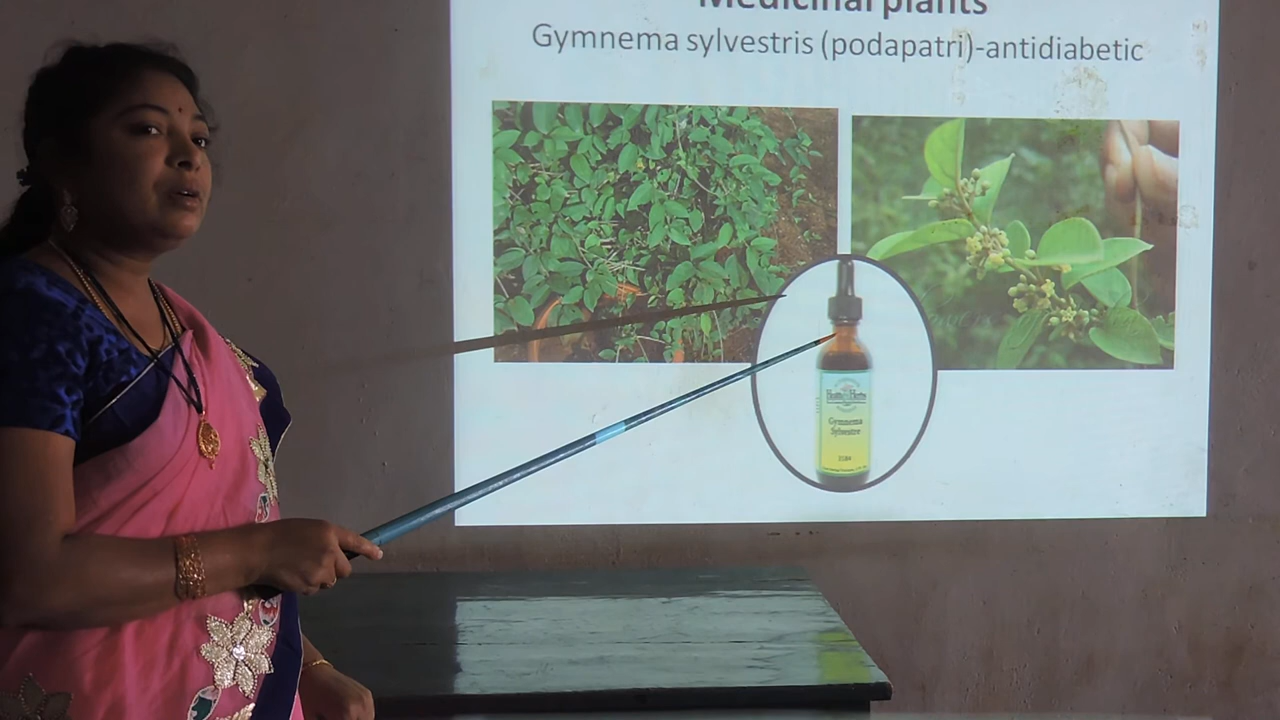 Medicinal plants
Gymnema sylvestris (podapatri)-antidiabetic
Gymnema
Sylvestre